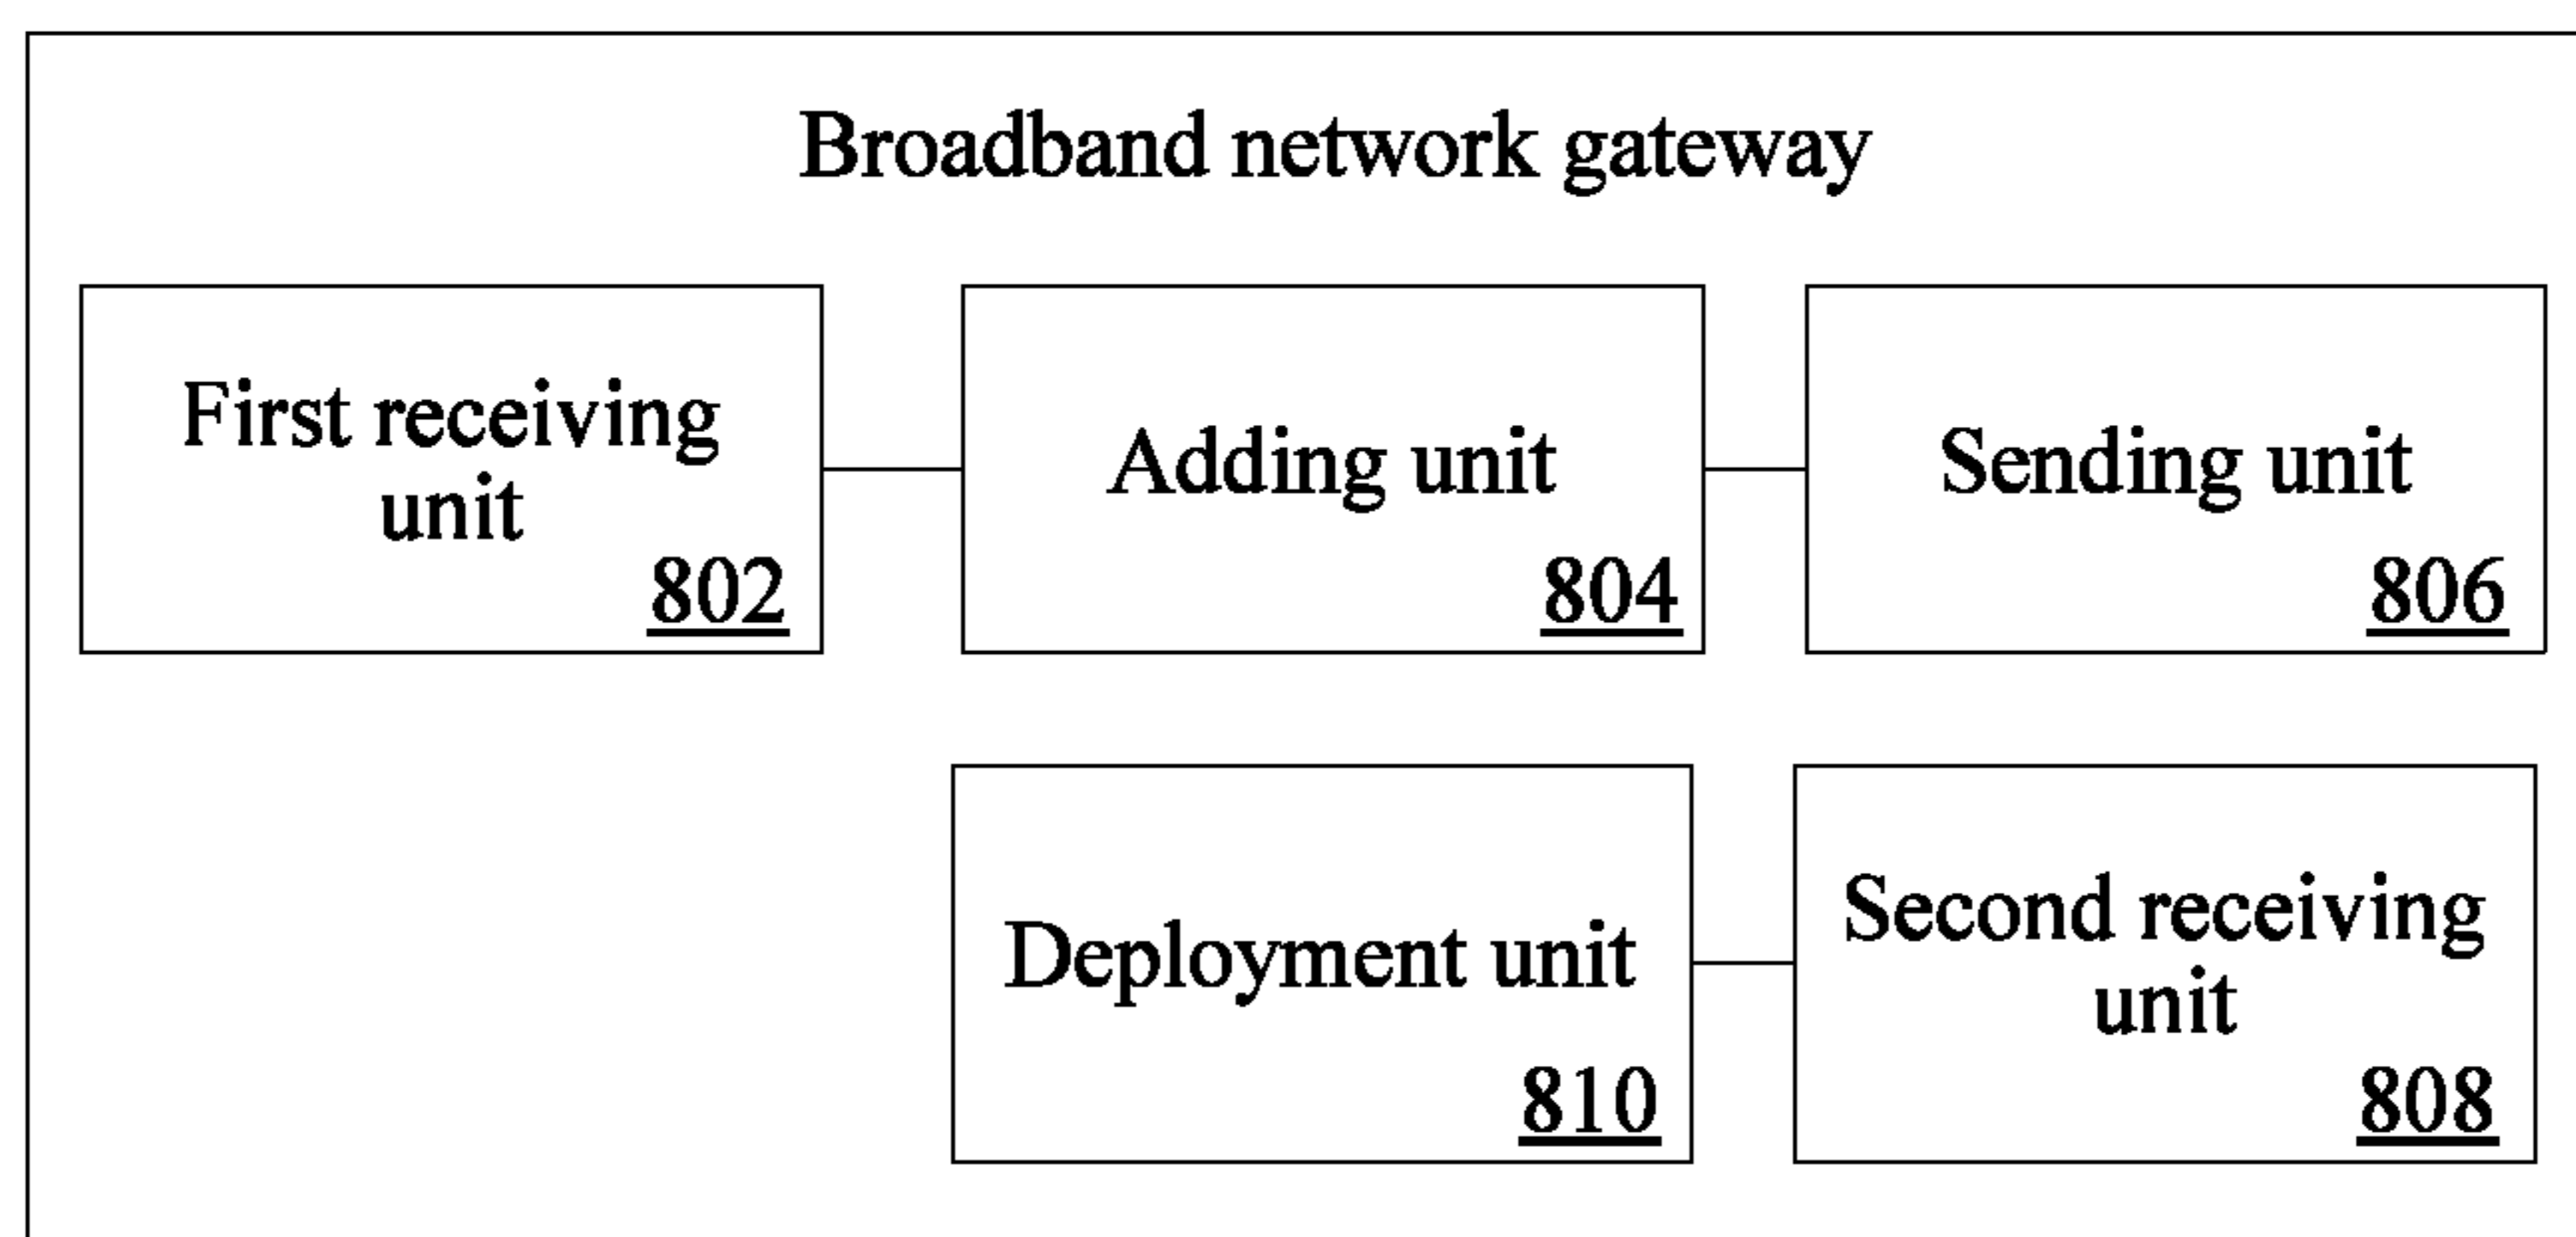 Broadband network gateway
First receiving
unit
802
Adding unit
804
Sending unit
806
Deployment unit
810
Second receiving
unit
808